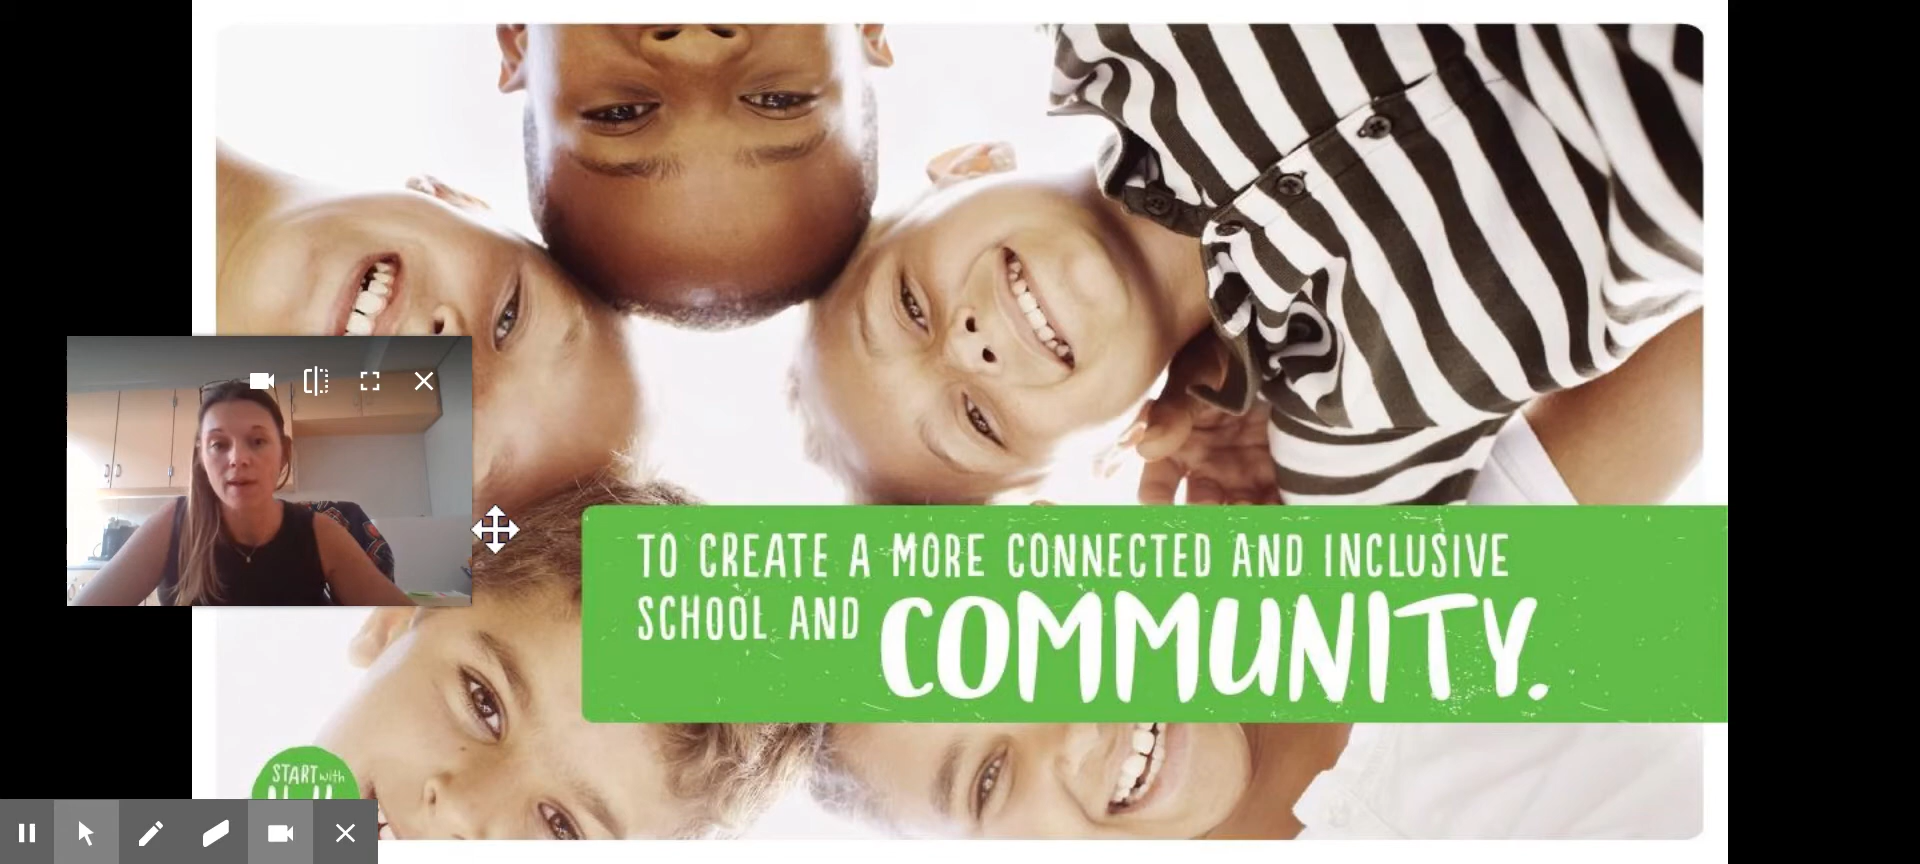 TO CREATE A MORE CONNECTED AND INCLUSIVE
SCHOOL AND COMMUNITY.
START with